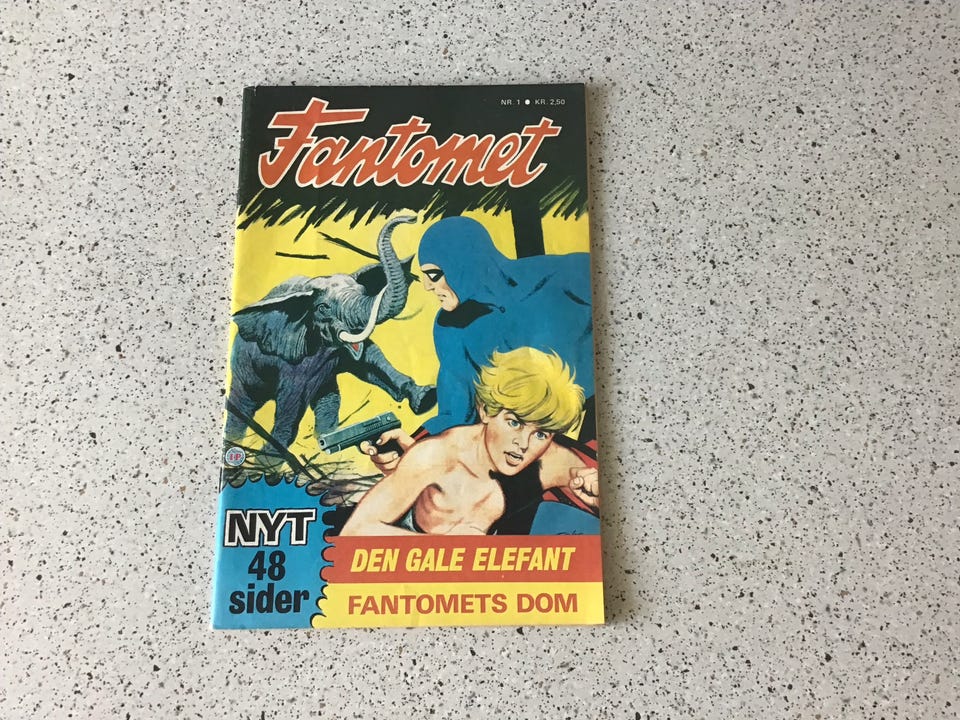 NR. 1 ● KR. 2,50
Fantomet
NYT
48
sider
DEN GALE ELEFANT
FANTOMETS DOM